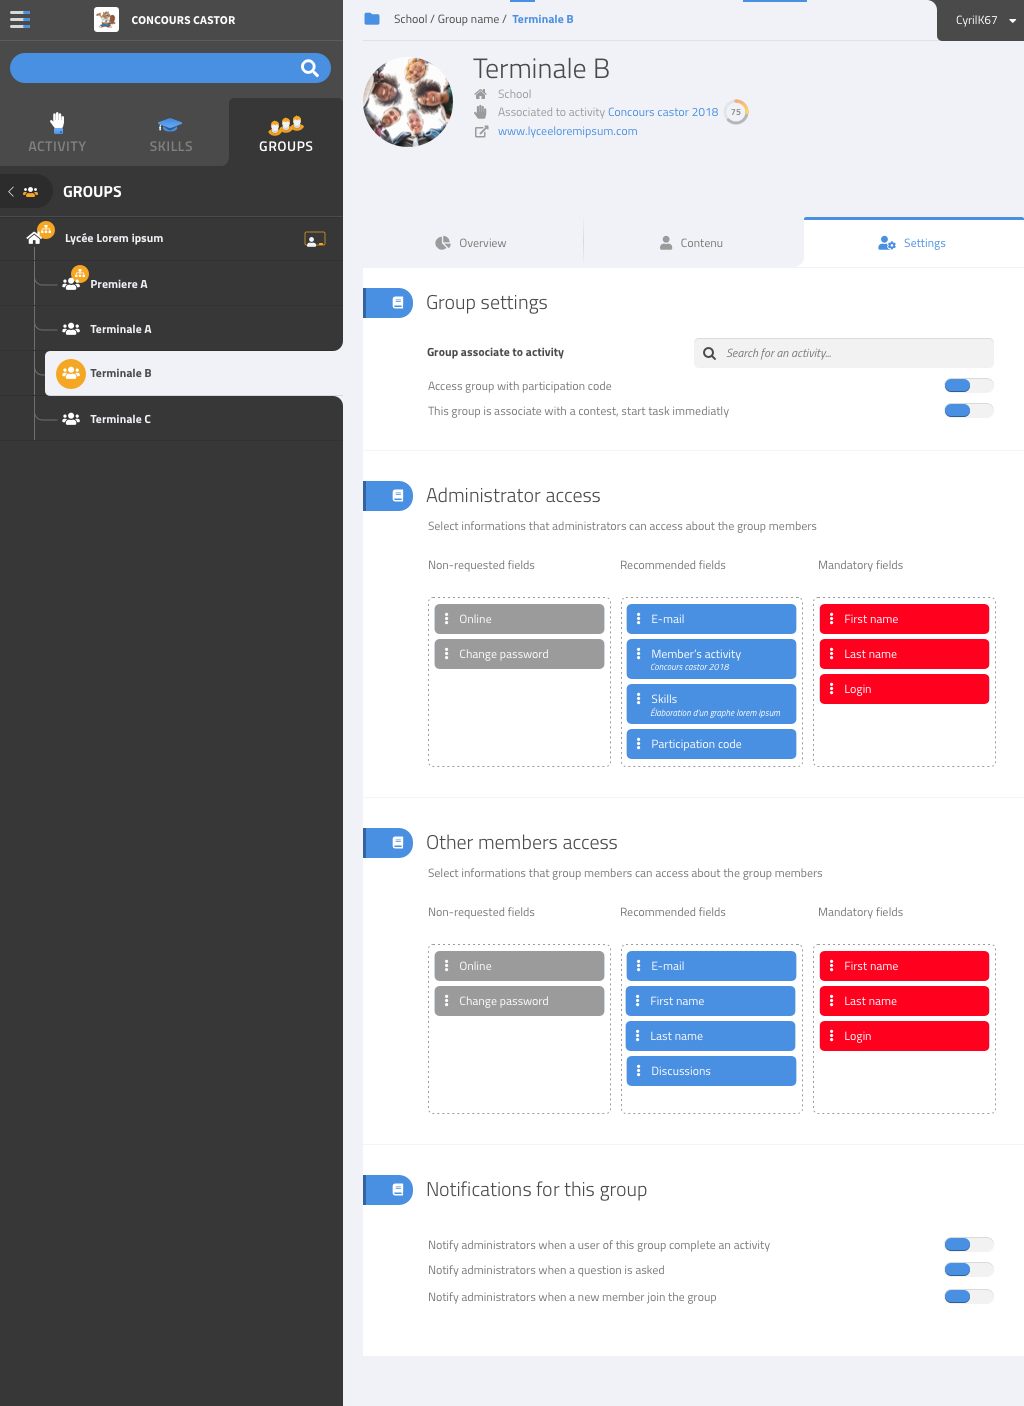 CONCOURS CASTOR
School / Group name / Terminale B
CyrilK67
ACTIVITY
SKILLS
GROUPS
GROUPS
Lycée Lorem ipsum
Premiere A
Terminale A
Terminale B
Terminale C
Terminale B
School
Associated to activity Concours castor 2018 75
www.lyceeloremipsum.com
Overview
Contenu
Settings
Group settings
Group associate to activity
Search for an activity...
Access group with participation code
This group is associate with a contest, start task immediatly
Administrator access
Select informations that administrators can access about the group members
Non-requested fields
Recommended fields
Mandatory fields
Online
Change password
E-mail
Member's activity
Concours castor 2018
Skills
Élaboration d'un graphe lorem ipsum
Participation code
First name
Last name
Login
Other members access
Select informations that group members can access about the group members
Non-requested fields
Recommended fields
Mandatory fields
Online
Change password
E-mail
First name
Last name
Discussions
First name
Last name
Login
Notifications for this group
Notify administrators when a user of this group complete an activity
Notify administrators when a question is asked
Notify administrators when a new member join the group